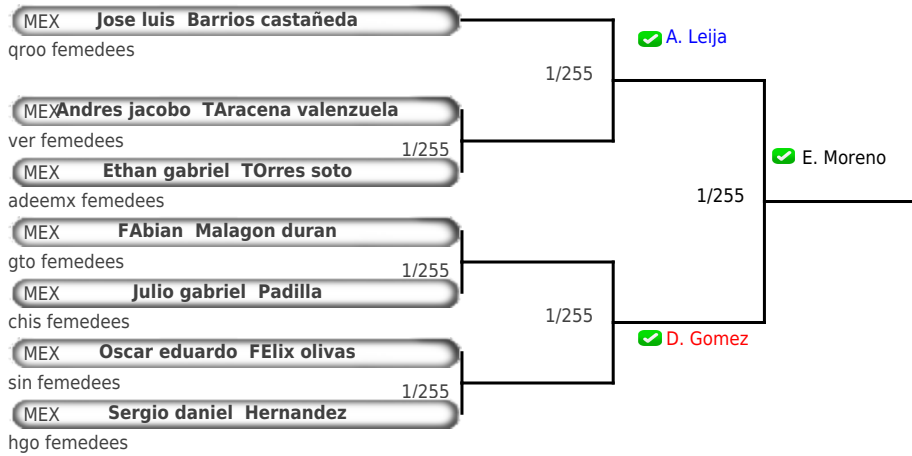 MEX Jose luis Barrios castañeda
qroo femedees
A. Leija
1/255
MEX Andres jacobo TAracena valenzuela
ver femedees
1/255
MEX Ethan gabriel TOrres soto
adeemx femedees
E. Moreno
1/255
MEX FAbian Malagon duran
gto femedees
1/255
MEX Julio gabriel Padilla
chis femedees
1/255
D. Gomez
MEX Oscar eduardo FElix olivas
sin femedees
1/255
MEX Sergio daniel Hernandez
hgo femedees